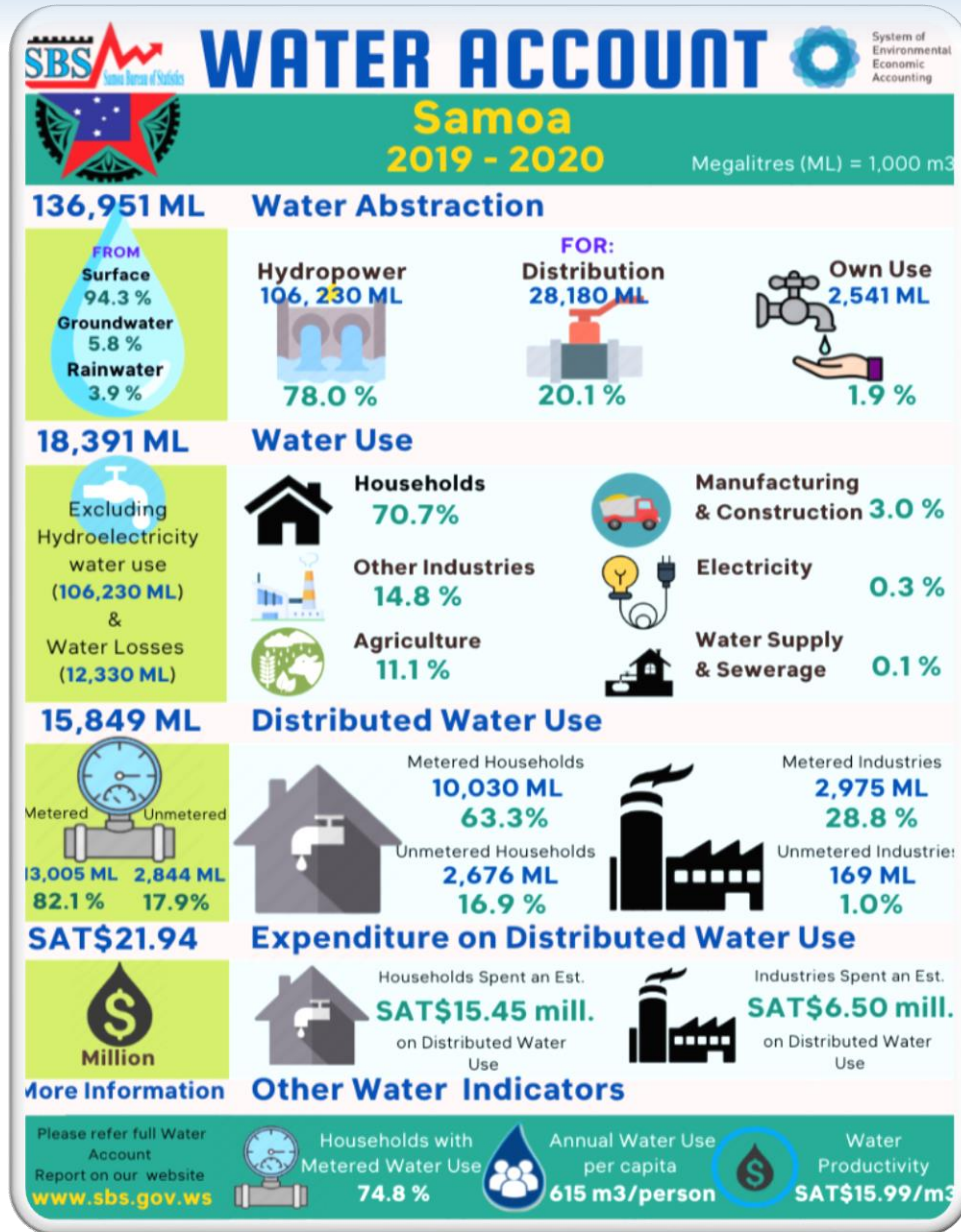 SBS
Samoa Bureau of Statistics
WATER ACCOUNT
System of
Environmental
Economic
Accounting
Samoa
2019 - 2020
Megalitres (ML) = 1,000 m3
136,951 ML
Water Abstraction
FROM
Surface
94.3 %
Groundwater
5.8 %
Rainwater
3.9 %
FOR:
Hydropower
106, 230 ML
78.0 %
Distribution
28,180 ML
20.1 %
Own Use
2,541 ML
1.9 %
18,391 ML
Water Use
Excluding
Hydroelectricity
water use
(106,230 ML)
&
Water Losses
(12,330 ML)
Households
70.7%
Other Industries
14.8 %
Agriculture
11.1 %
Manufacturing
& Construction 3.0 %
Electricity
0.3 %
Water Supply
& Sewerage 0.1 %
15,849 ML
Distributed Water Use
Metered Unmetered
13,005 ML 2,844 ML
82.1 % 17.9%
Metered Households
10,030 ML
63.3%
Unmetered Households
2,676 ML
16.9 %
Metered Industries
2,975 ML
28.8 %
Unmetered Industries
169 ML
1.0%
SAT$21.94
Expenditure on Distributed Water Use
$
Million
Households Spent an Est.
SAT$15.45 mill.
on Distributed Water
Use
Industries Spent an Est.
SAT$6.50 mill.
on Distributed Water
Use
More Information
Other Water Indicators
Please refer full Water
Account
Report on our website
www.sbs.gov.ws
Households with
Metered Water Use
74.8 %
Annual Water Use
per capita
615 m3/person
$
Water
Productivity
SAT$15.99/m3